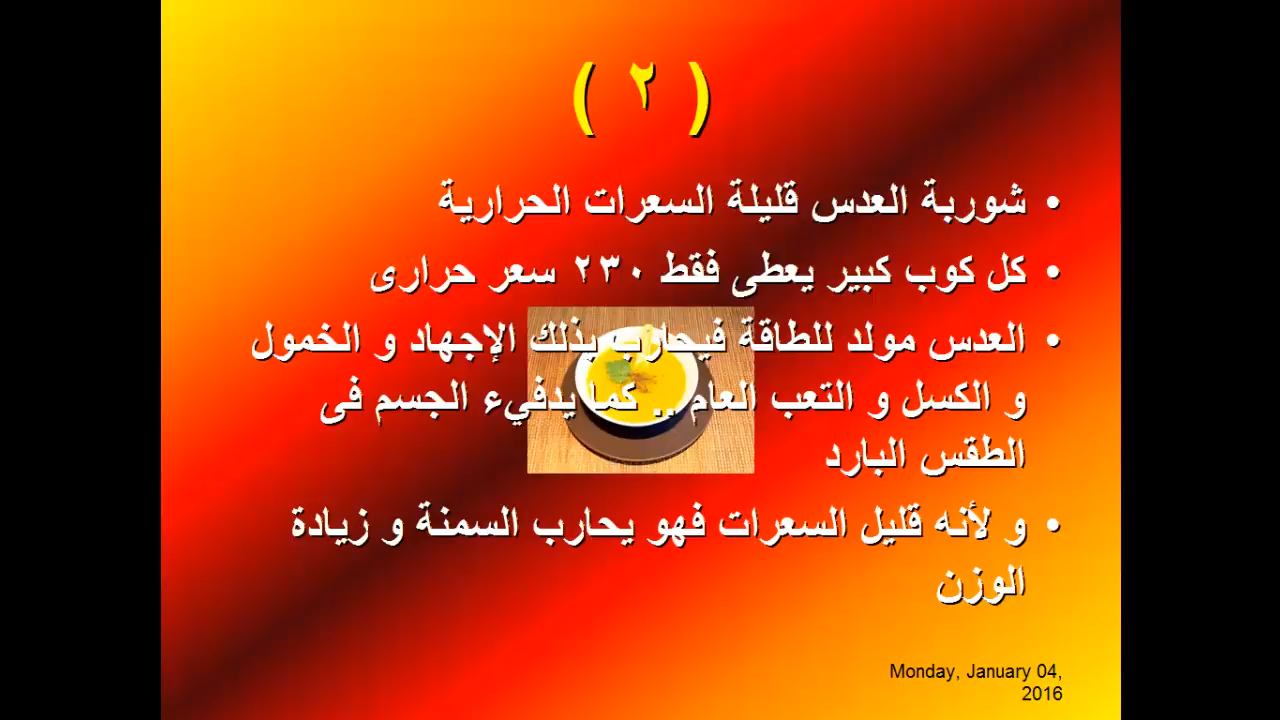 ( ٢ )
• شوربة العدس قليلة السعرات الحرارية
• كل كوب كبير يعطى فقط ٢٣٠ سعر حرارى
• العدس مولد للطاقة فيحارب بذلك الإجهاد و الخمول
و الكسل و التعب العام .. كما يدفيء الجسم فى
الطقس البارد
• و لأنه قليل السعرات فهو يحارب السمنة و زيادة
الوزن
Monday, January 04,
2016